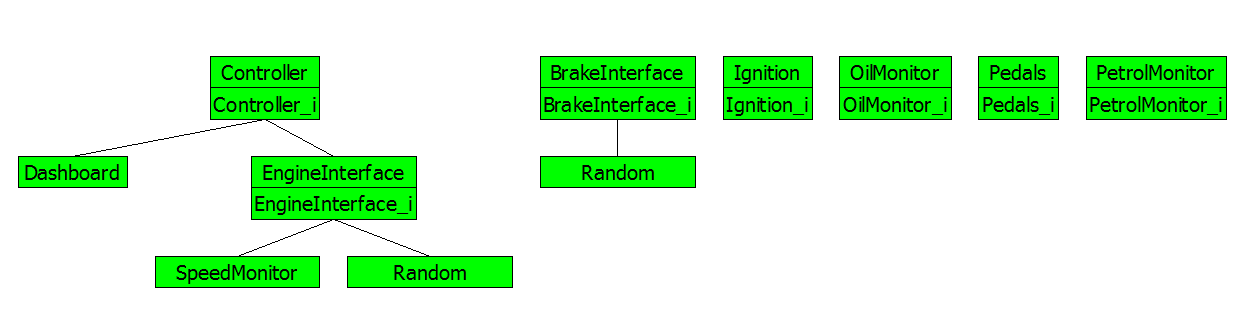 Controller
Controller_i
BrakeInterface
BrakeInterface_i
Ignition
Ignition_i
OilMonitor
OilMonitor_i
Pedals
Pedals_i
PetrolMonitor
PetrolMonitor_i
Dashboard
EngineInterface
EngineInterface_i
Random
SpeedMonitor
Random